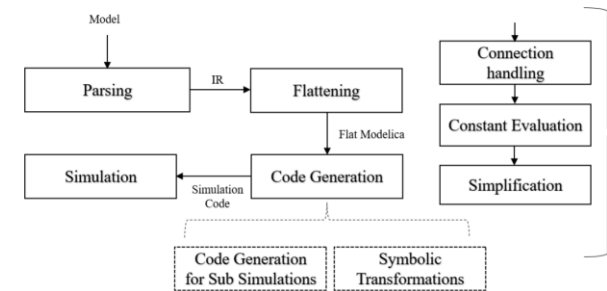 Model
Parsing
IR
Flattening
Flat Modelica
Simulation
Simulation
Code
Code Generation
Code Generation
for Sub Simulations
Symbolic
Transformations
Connection
handling
Constant Evaluation
Simplification